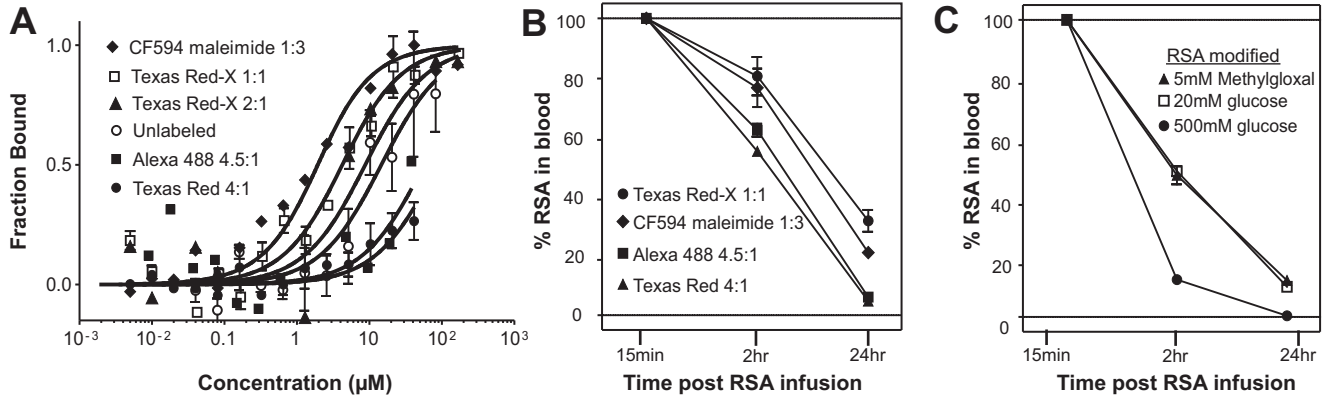 A
Fraction Bound
1.0
0.5
0.0
CF594 maleimide 1:3
Texas Red-X 1:1
Texas Red-X 2:1
Unlabeled
Alexa 488 4.5:1
Texas Red 4:1
10-3
10-2
0.1
1
10
102
103
Concentration (µM)
B
% RSA in blood
100
80
60
40
20
0
Texas Red-X 1:1
CF594 maleimide 1:3
Alexa 488 4.5:1
Texas Red 4:1
15min
2hr
24hr
Time post RSA infusion
C
% RSA in blood
100
80
60
40
20
0
RSA modified
5mM Methylgloxal
20mM glucose
500mM glucose
15min
2hr
24hr
Time post RSA infusion